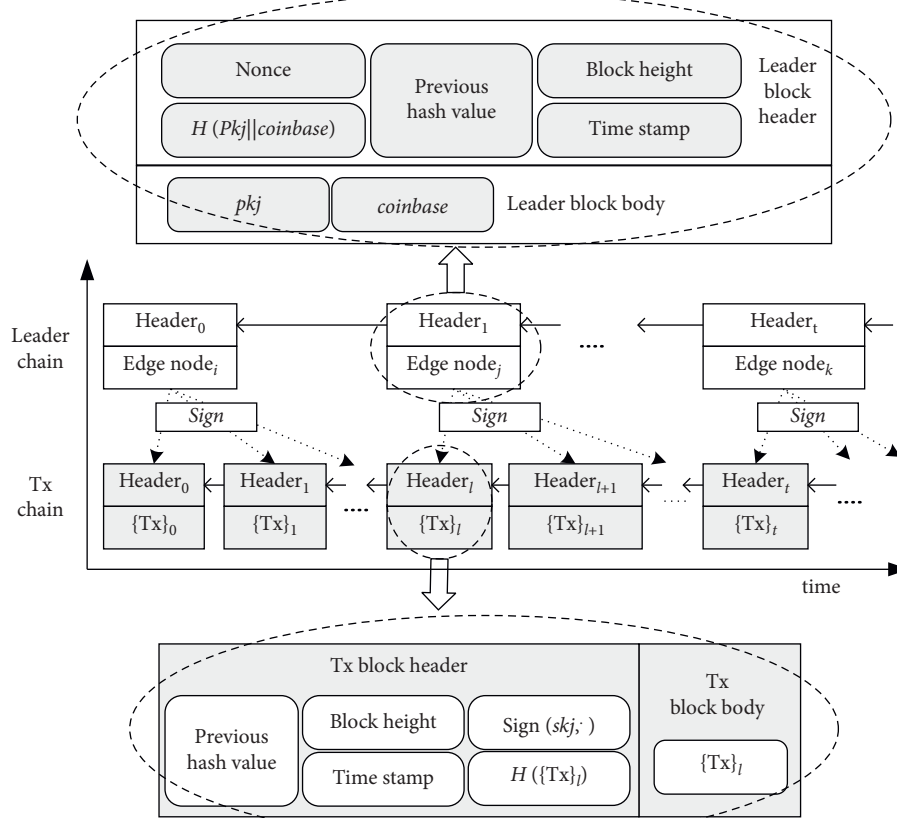 Nonce
Previous
hash value
Block height
Leader
block
header
H (Pkj||coinbase)
Time stamp
pkj
coinbase
Leader block body
Leader
chain
Header0
Header1
....
Headert
Edge nodei
Edge nodej
Edge nodek
Sign
Sign
Sign
Tx
chain
Header0
Header1
....
Headerl
Headerl+1
.....
Headert
....
{Tx}0
{Tx}1
{Tx}l
{Tx}l+1
{Tx}t
time
Tx block header
Tx
block body
Previous
hash value
Block height
Sign (skj,· )
Time stamp
H ({Tx}l)
{Tx}l